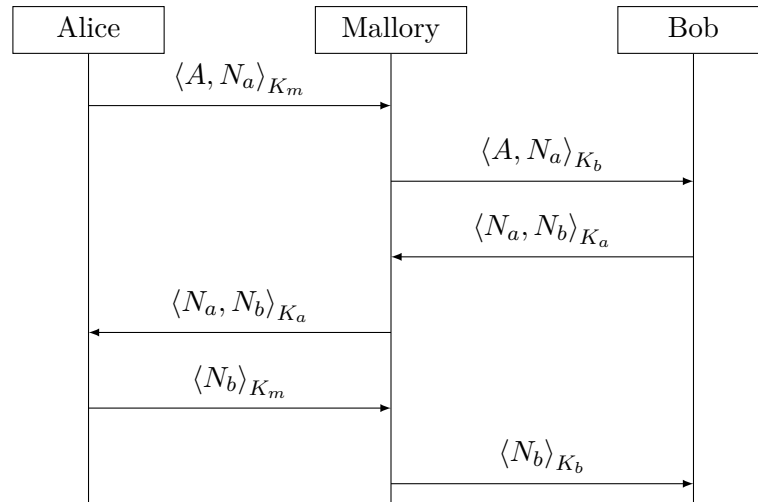 Alice Mallory Bob
⟨A, N_a⟩_{K_m}
⟨A, N_a⟩_{K_b}
⟨N_a, N_b⟩_{K_a}
⟨N_a, N_b⟩_{K_a}
⟨N_b⟩_{K_m}
⟨N_b⟩_{K_b}